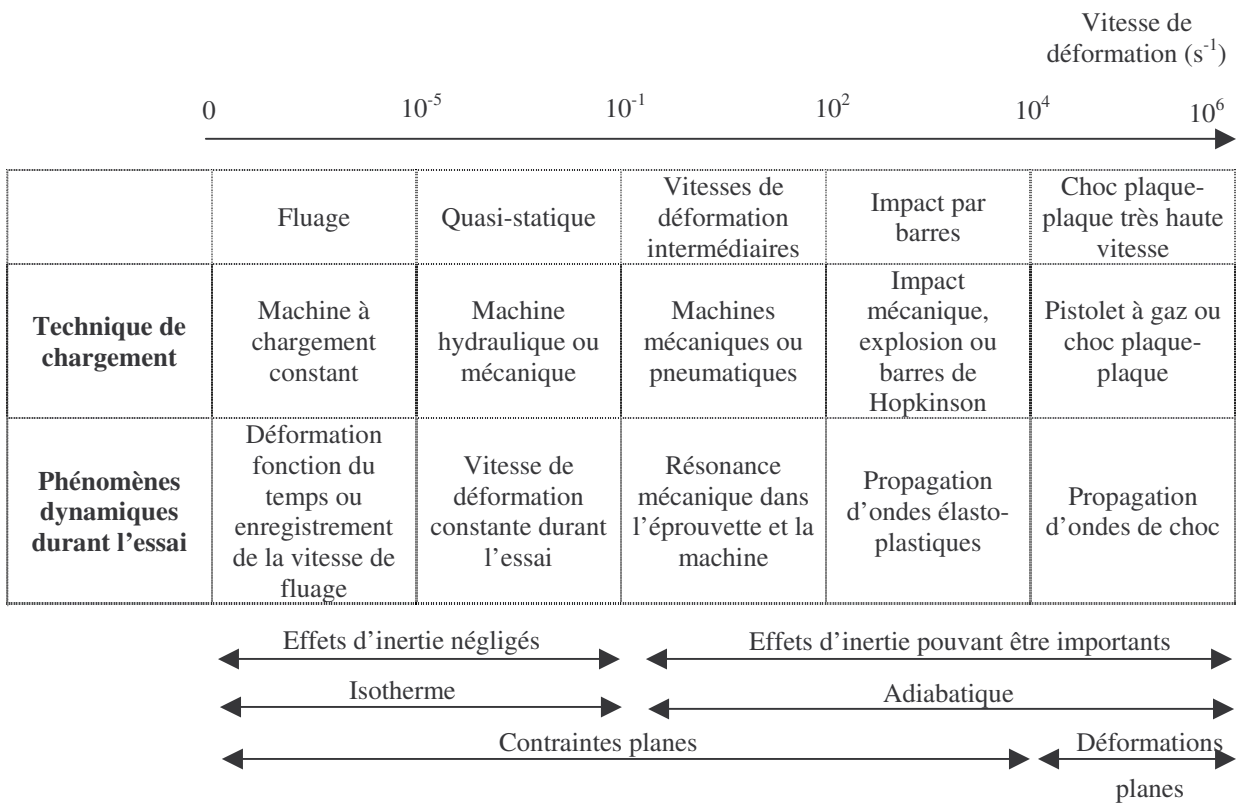 Vitesse de
déformation (s-1)
0 10-5 10-1 102 104 106
Fluage
Quasi-statique
Vitesses de
déformation
intermédiaires
Impact par
barres
Choc plaque-
plaque très haute
vitesse
Technique de
chargement
Machine à
chargement
constant
Machine
hydraulique ou
mécanique
Machines
mécaniques ou
pneumatiques
Impact
mécanique,
explosion ou
barres de
Hopkinson
Pistolet à gaz ou
choc plaque-
plaque
Phénomènes
dynamiques
durant l'essai
Déformation
fonction du
temps ou
enregistrement
de la vitesse de
fluage
Vitesse de
déformation
constante durant
l'essai
Résonance
mécanique dans
l'éprouvette et la
machine
Propagation
d'ondes élasto-
plastiques
Propagation
d'ondes de choc
Effets d'inertie négligés
Effets d'inertie pouvant être importants
Isotherme
Adiabatique
Contraintes planes
Déformations
planes